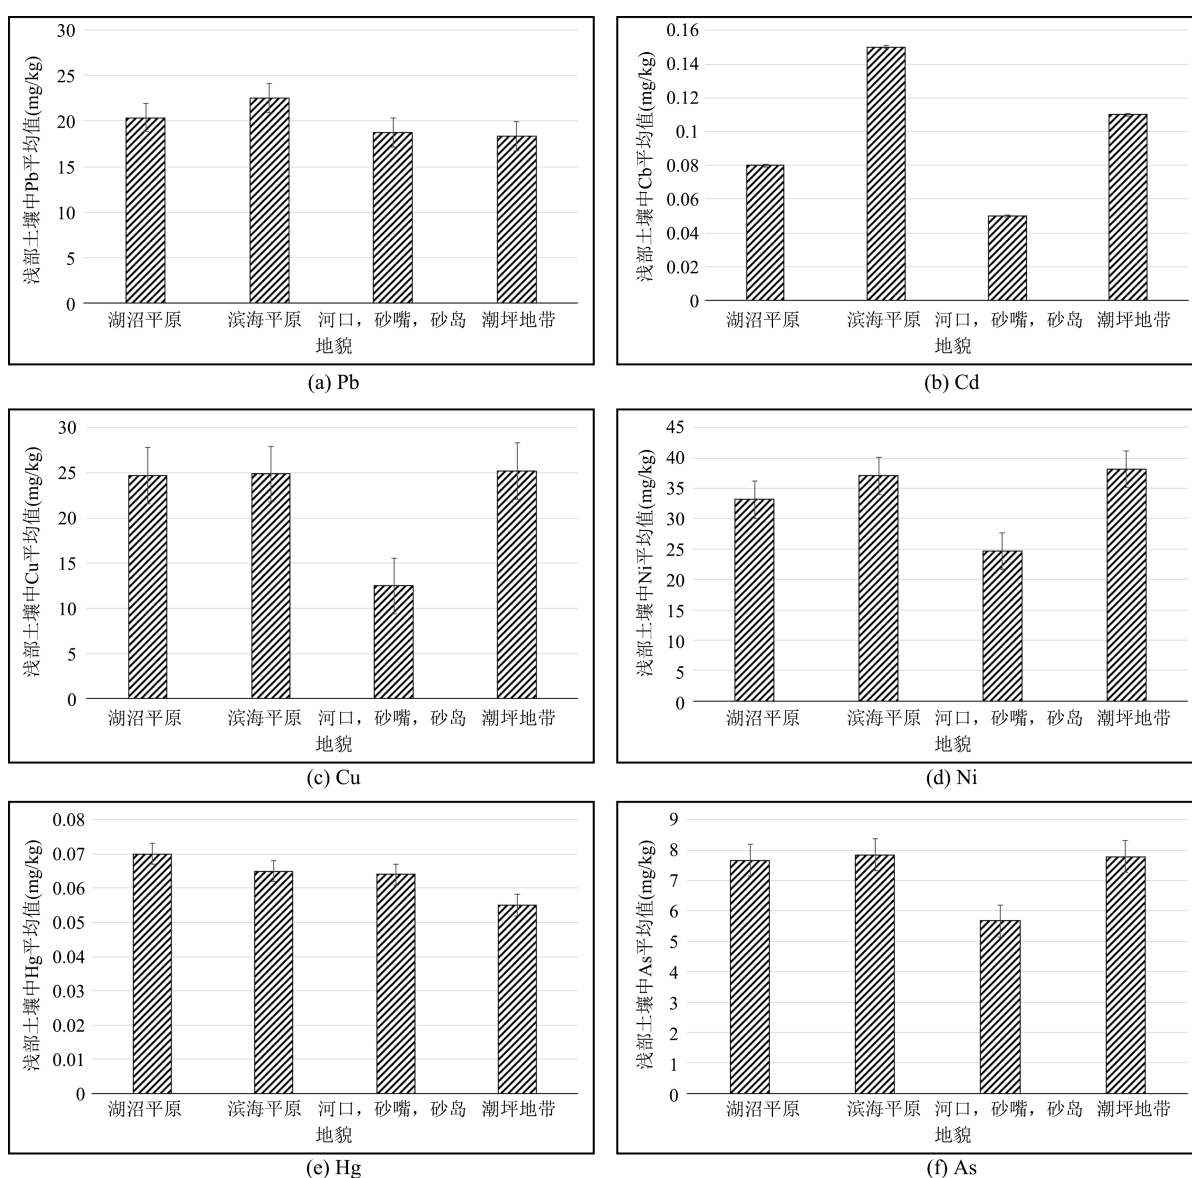 浅部土壤中Pb平均值(mg/kg)
30
25
20
15
10
5
0
湖沼平原 滨海平原 河口，砂嘴，砂岛 潮坪地带
地貌
(a) Pb
浅部土壤中Cb平均值(mg/kg)
0.16
0.14
0.12
0.1
0.08
0.06
0.04
0.02
0
湖沼平原 滨海平原 河口，砂嘴，砂岛 潮坪地带
地貌
(b) Cd
浅部土壤中Cu平均值(mg/kg)
30
25
20
15
10
5
0
湖沼平原 滨海平原 河口，砂嘴，砂岛 潮坪地带
地貌
(c) Cu
浅部土壤中Ni平均值(mg/kg)
45
40
35
30
25
20
15
10
5
0
湖沼平原 滨海平原 河口，砂嘴，砂岛 潮坪地带
地貌
(d) Ni
浅部土壤中Hg平均值(mg/kg)
0.08
0.07
0.06
0.05
0.04
0.03
0.02
0.01
0
湖沼平原 滨海平原 河口，砂嘴，砂岛 潮坪地带
地貌
(e) Hg
浅部土壤中As平均值(mg/kg)
9
8
7
6
5
4
3
2
1
0
湖沼平原 滨海平原 河口，砂嘴，砂岛 潮坪地带
地貌
(f) As